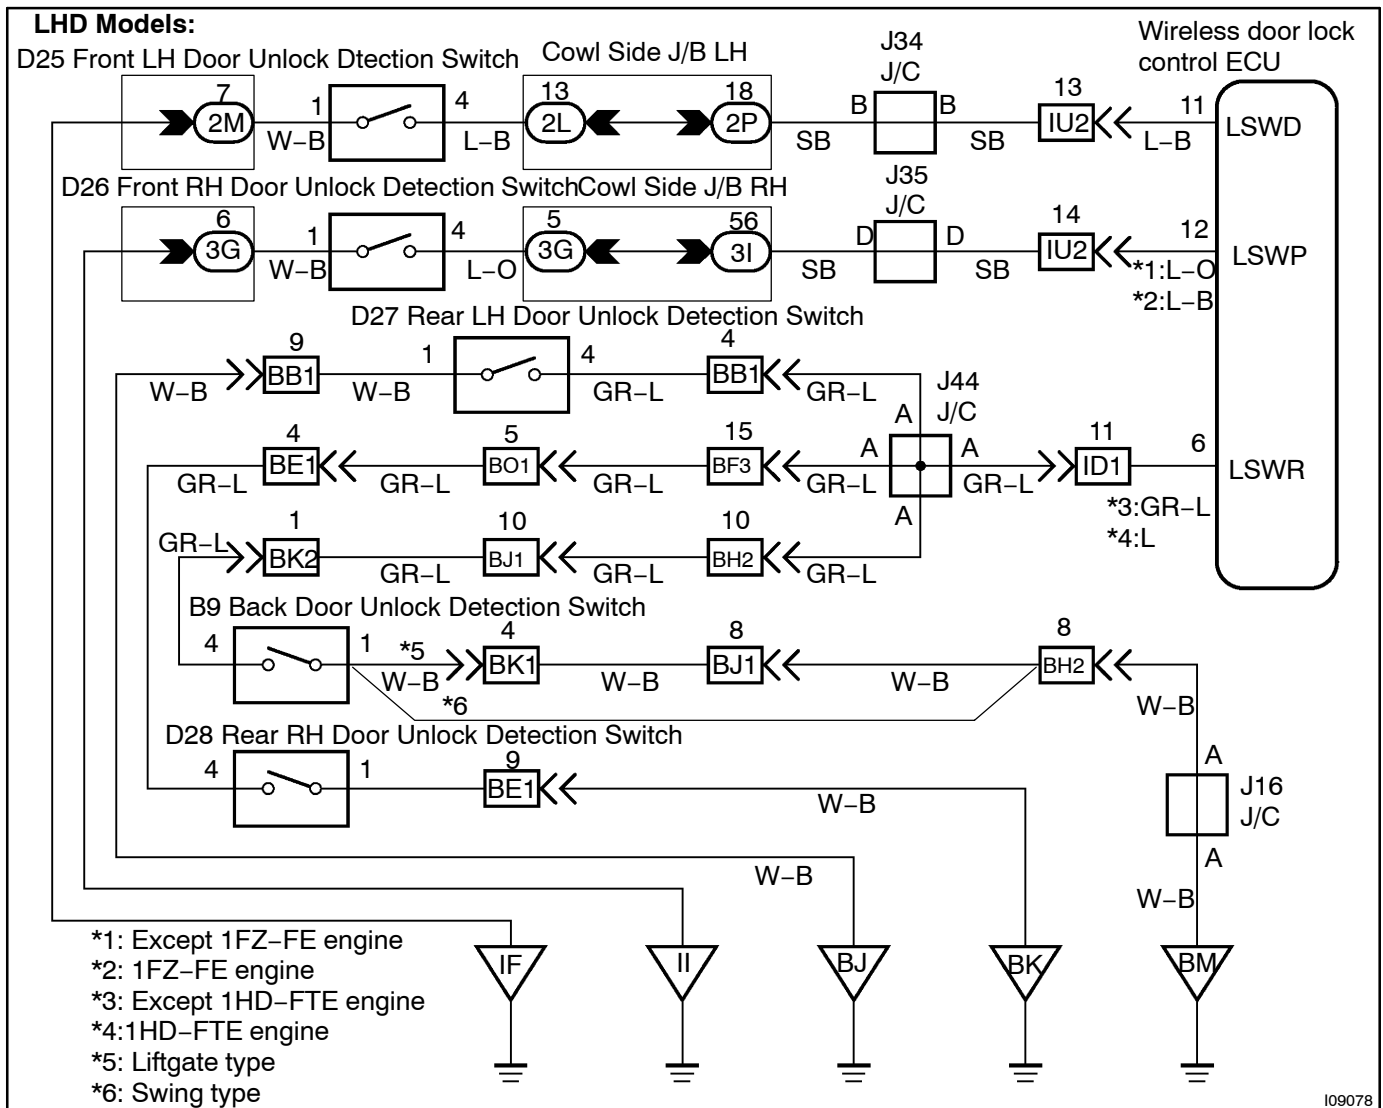 LHD Models:
Wireless door lock
control ECU
D25 Front LH Door Unlock Dtection Switch
Cowl Side J/B LH
J34
J/C
7
2M
1
4
W-B
L-B
13
2L
18
2P
SB
B
B
SB
13
IU2
11
L-B
LSWD
D26 Front RH Door Unlock Detection Switch
Cowl Side J/B RH
J35
J/C
6
3G
1
4
W-B
L-O
5
3G
56
3I
SB
D
D
SB
14
IU2
12
*1:L-O
*2:L-B
LSWP
D27 Rear LH Door Unlock Detection Switch
W-B
9
BB1
W-B
1
4
GR-L
4
BB1
GR-L
J44
J/C
A
A
A
A
GR-L
4
BE1
GR-L
5
BO1
GR-L
15
BF3
GR-L
GR-L
11
ID1
6
*3:GR-L
*4:L
LSWR
GR-L
1
BK2
GR-L
10
BJ1
GR-L
10
BH2
GR-L
B9 Back Door Unlock Detection Switch
4
1
*5
W-B
*6
4
BK1
W-B
8
BJ1
W-B
8
BH2
W-B
D28 Rear RH Door Unlock Detection Switch
4
1
9
BE1
W-B
A
J16
J/C
A
W-B
W-B
IF
II
BJ
BK
BM
*1: Except 1FZ-FE engine
*2: 1FZ-FE engine
*3: Except 1HD-FTE engine
*4:1HD-FTE engine
*5: Liftgate type
*6: Swing type
I09078